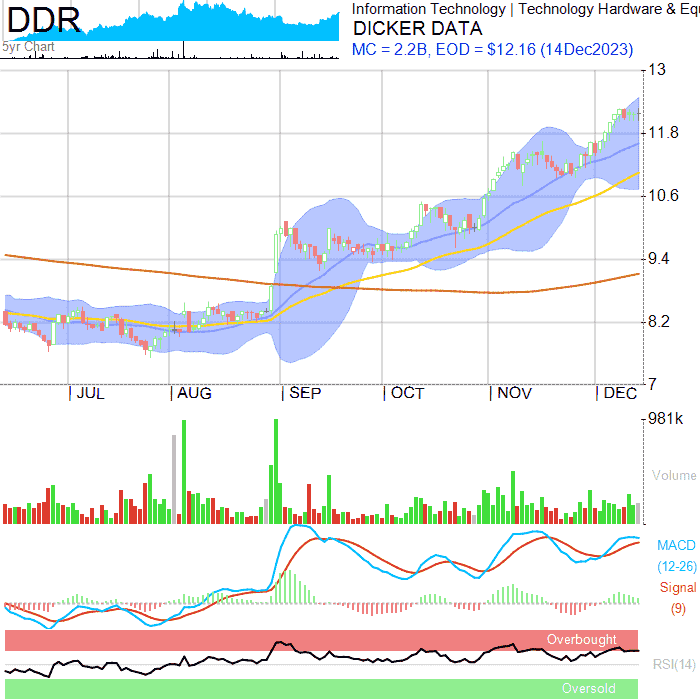 DDR
5yr Chart
Information Technology | Technology Hardware & Equ
DICKER DATA
MC = 2.2B, EOD = $12.16 (14Dec2023)
13
11.8
10.6
9.4
8.2
7
| JUL | AUG | SEP | OCT | NOV | DEC
981k
Volume
MACD
(12-26)
Signal
(9)
Overbought
RSI(14)
Oversold